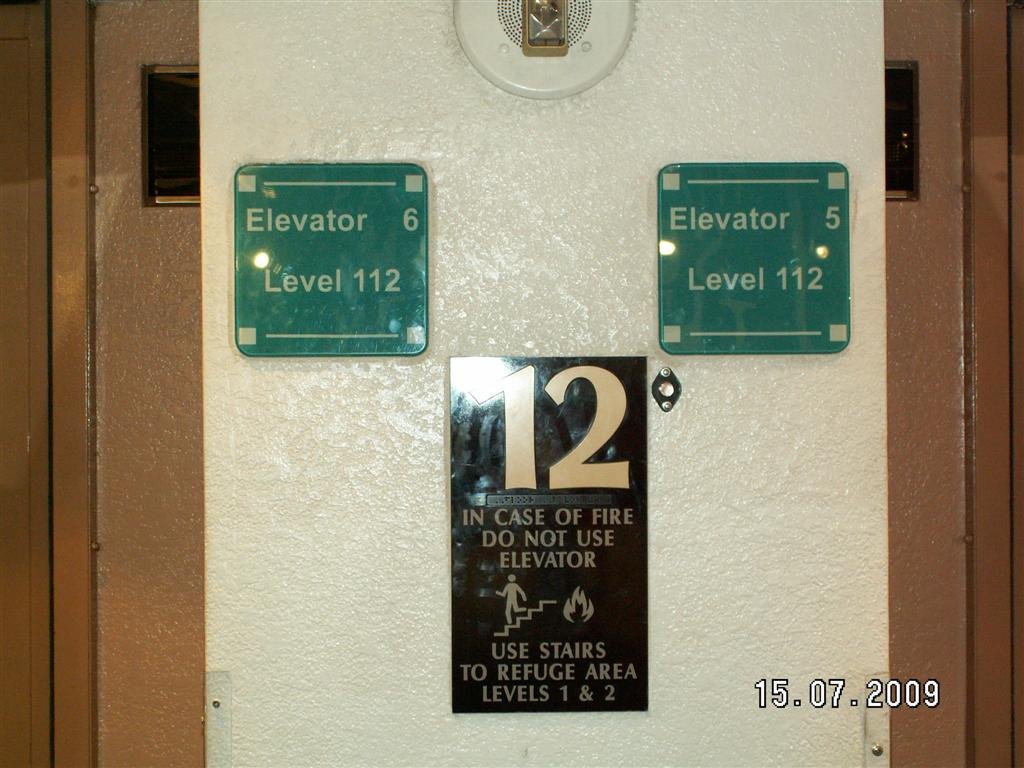 Elevator 6
Level 112
Elevator 5
Level 112
12
IN CASE OF FIRE
DO NOT USE
ELEVATOR
USE STAIRS
TO REFUGE AREA
LEVELS 1 & 2
15.07.2009